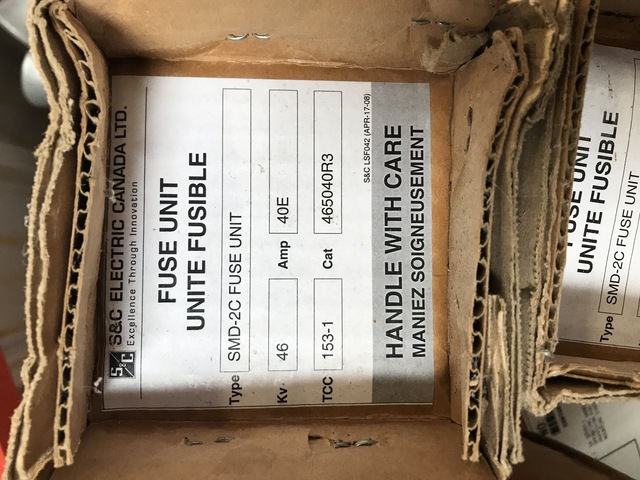 S&C ELECTRIC CANADA LTD.
Excellence Through Innovation
FUSE UNIT
UNITE FUSIBLE
Type SMD-2C FUSE UNIT
Kv 46 Amp 40E
TCC 153-1 Cat 465040R3
S&C LSF042 (APR-17-08)
HANDLE WITH CARE
MANIEZ SOIGNEUSEMENT
FUSE UNIT
UNITE FUSIBLE
Type SMD-2C FUSE UNIT